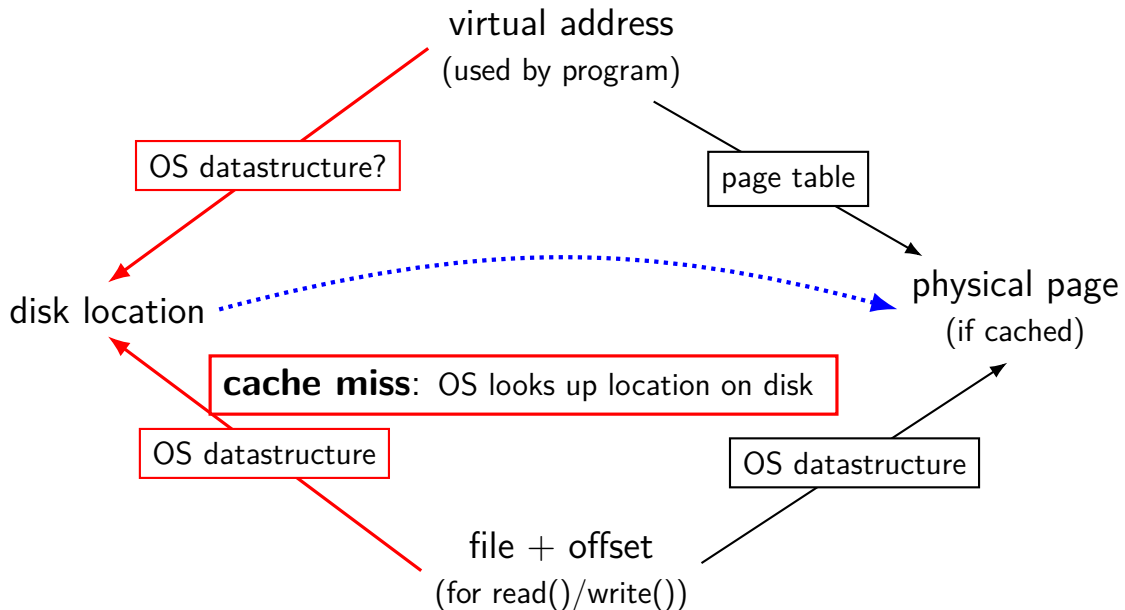 virtual address
(used by program)
OS datastructure?
page table
disk location
physical page
(if cached)
cache miss: OS looks up location on disk
OS datastructure
OS datastructure
file + offset
(for read()/write())